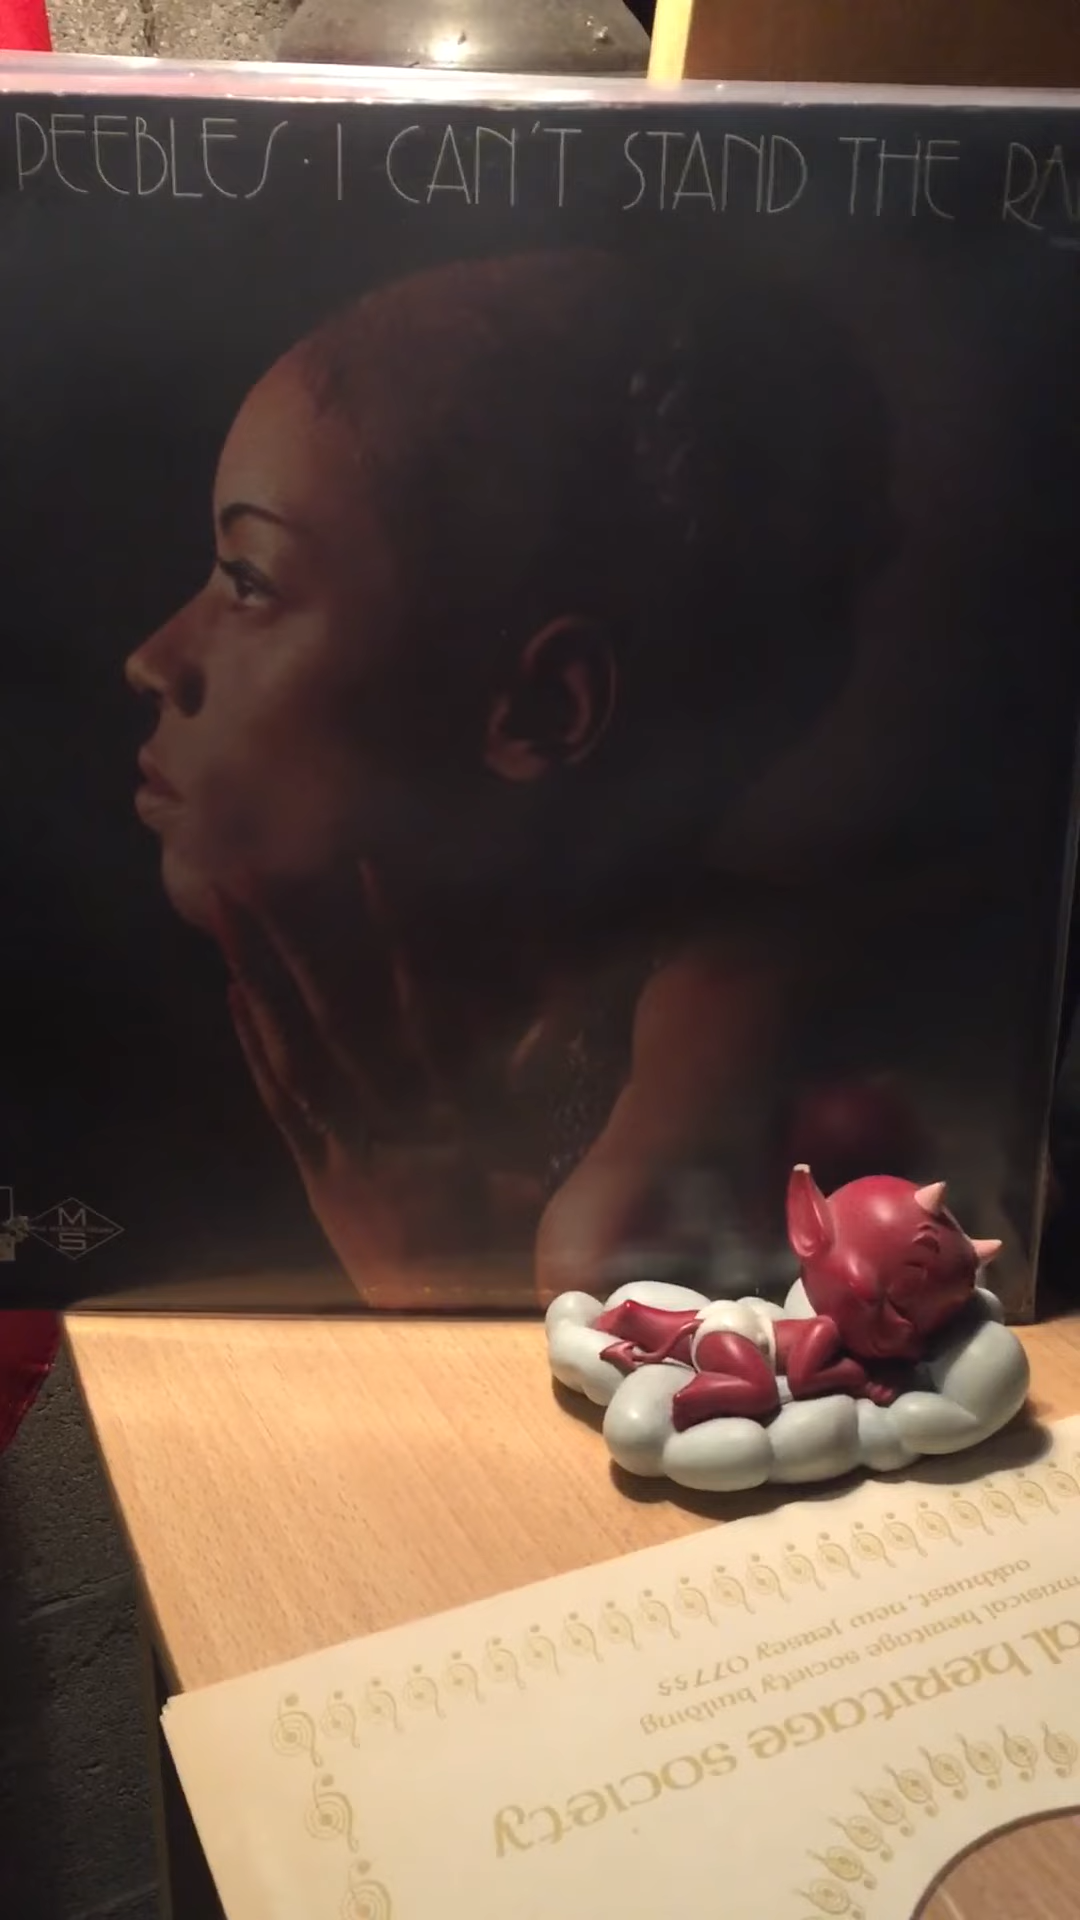 PEEBLES · I CAN'T STAND THE RA
M
S
oakhurst, new jersey 07755
musical heritage society building
al heritage society